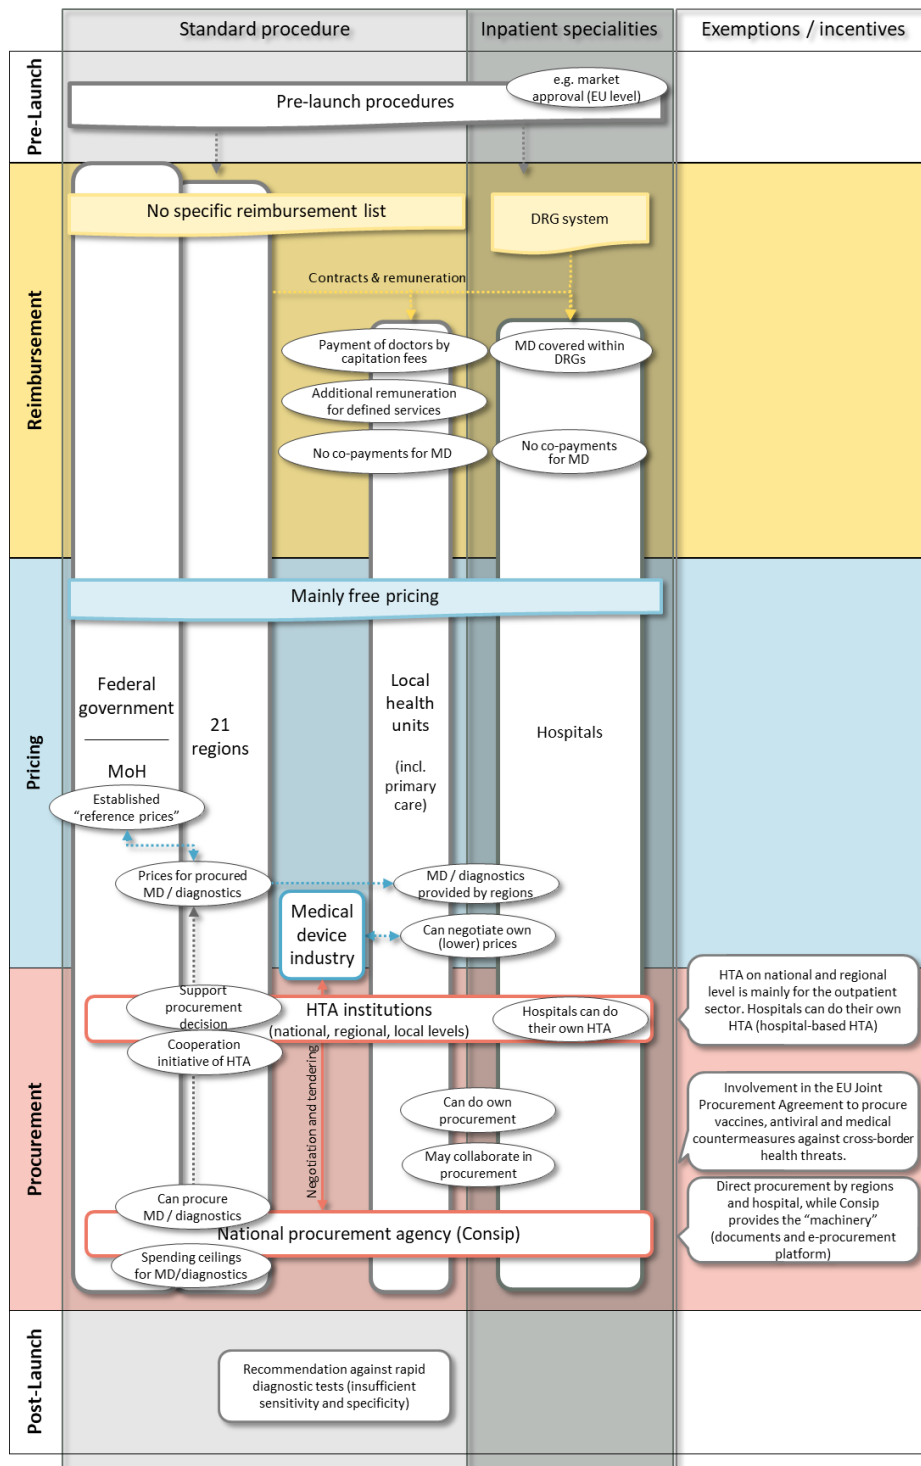 Standard procedure
Inpatient specialities
Exemptions / incentives
Pre-Launch
e.g. market
approval (EU level)
Pre-launch procedures
Reimbursement
No specific reimbursement list
DRG system
Contracts & remuneration
Payment of doctors by
capitation fees
MD covered within
DRGs
Additional remuneration
for defined services
No co-payments for MD
No co-payments
for MD
Pricing
Mainly free pricing
Federal
government
MoH
21
regions
Local
health
units
(incl.
primary
care)
Hospitals
Established
“reference prices”
Prices for procured
MD / diagnostics
MD / diagnostics
provided by regions
Medical
device
industry
Can negotiate own
(lower) prices
Procurement
Support
procurement
decision
HTA institutions
(national, regional, local levels)
Hospitals can do
their own HTA
HTA on national and regional
level is mainly for the outpatient
sector. Hospitals can do their own
HTA (hospital-based HTA)
Cooperation
initiative of HTA
Negotiation and tendering
Can do own
procurement
May collaborate in
procurement
Involvement in the EU Joint
Procurement Agreement to procure
vaccines, antiviral and medical
countermeasures against cross-border
health threats.
Can procure
MD / diagnostics
National procurement agency (Consip)
Spending ceilings
for MD/diagnostics
Direct procurement by regions
and hospital, while Consip
provides the “machinery”
(documents and e-procurement
platform)
Post-Launch
Recommendation against rapid
diagnostic tests (insufficient
sensitivity and specificity)